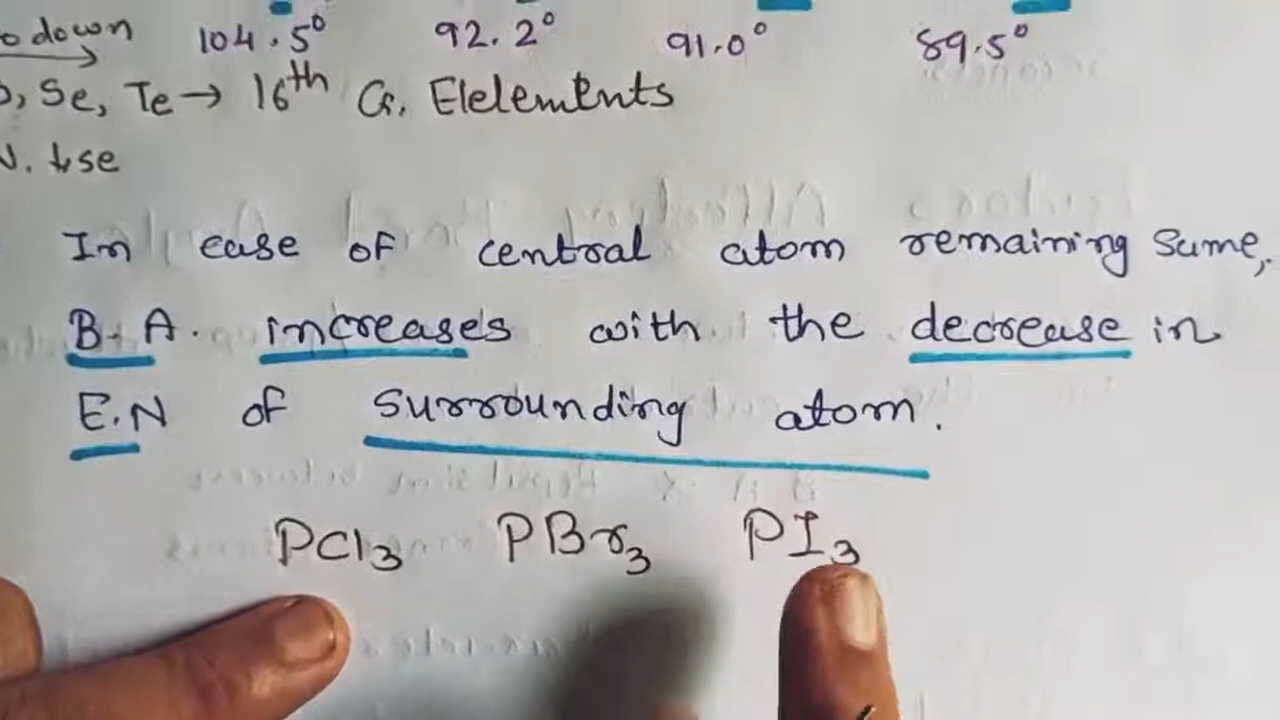 o down 104.5° 92.2° 91.0° 89.5°
, Se, Te → 16th G. Elelements
. ↓se
In case of central atom remaining same,
B.A. increases with the decrease in
E.N of surrounding atom.
PCl3 PBr3 PI3